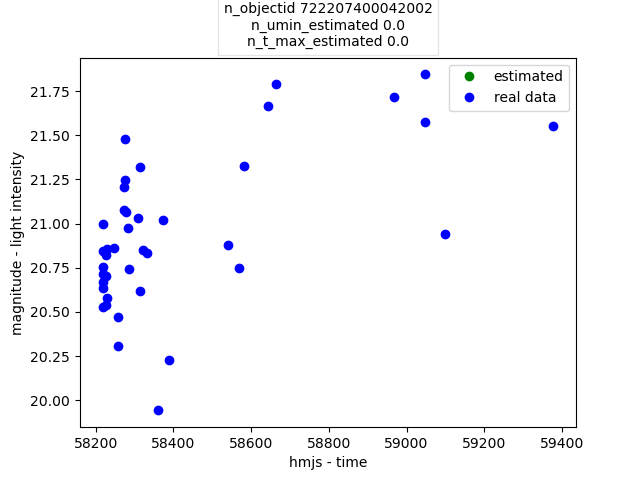 n_objectid 722207400042002
n_umin_estimated 0.0
n_t_max_estimated 0.0
estimated
real data
magnitude - light intensity
21.75
21.50
21.25
21.00
20.75
20.50
20.25
20.00
58200 58400 58600 58800 59000 59200 59400
hmjs - time